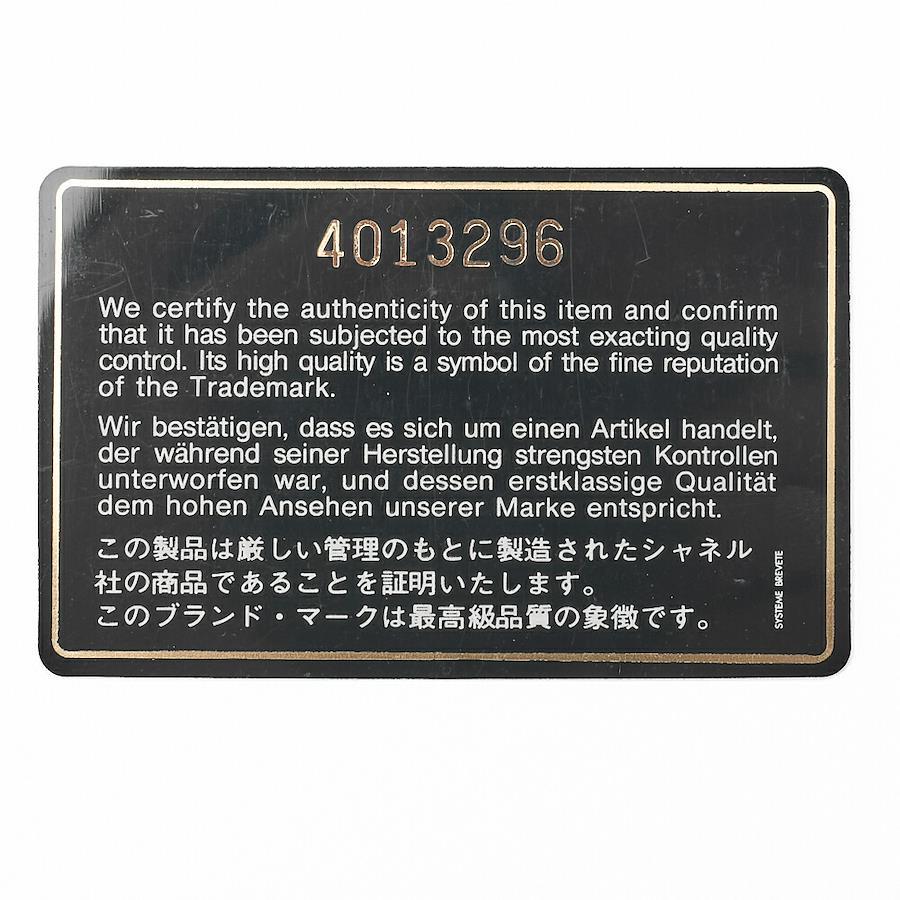 4013296
We certify the authenticity of this item and confirm
that it has been subjected to the most exacting quality
control. Its high quality is a symbol of the fine reputation
of the Trademark.
Wir bestätigen, dass es sich um einen Artikel handelt,
der während seiner Herstellung strengsten Kontrollen
unterworfen war, und dessen erstklassige Qualität
dem hohen Ansehen unserer Marke entspricht.
この製品は厳しい管理のもとに製造されたシャネル
社の商品であることを証明いたします。
このブランド・マークは最高級品質の象徴です。
SYSTEME BREVETE